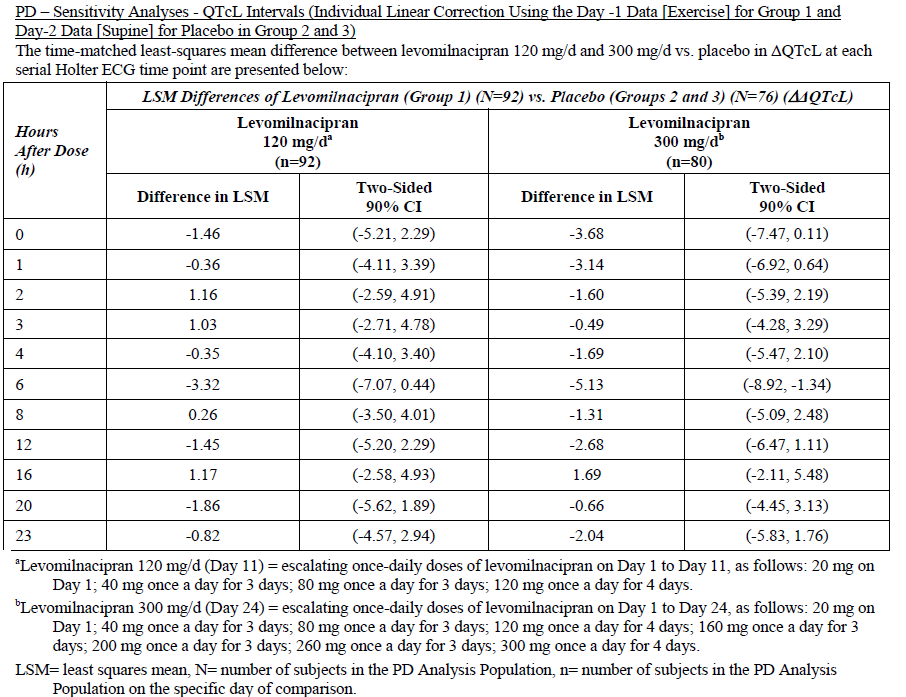 PD – Sensitivity Analyses - QTcL Intervals (Individual Linear Correction Using the Day -1 Data [Exercise] for Group 1 and
Day-2 Data [Supine] for Placebo in Group 2 and 3)
The time-matched least-squares mean difference between levomilnacipran 120 mg/d and 300 mg/d vs. placebo in ΔQTcL at each
serial Holter ECG time point are presented below:
Hours
After Dose
(h)
LSM Differences of Levomilnacipran (Group 1) (N=92) vs. Placebo (Groups 2 and 3) (N=76) (ΔΔQTcL)
Levomilnacipran
120 mg/dᵃ
(n=92)
Levomilnacipran
300 mg/dᵇ
(n=80)
Difference in LSM
Two-Sided
90% CI
Difference in LSM
Two-Sided
90% CI
0 -1.46 (-5.21, 2.29) -3.68 (-7.47, 0.11)
1 -0.36 (-4.11, 3.39) -3.14 (-6.92, 0.64)
2 1.16 (-2.59, 4.91) -1.60 (-5.39, 2.19)
3 1.03 (-2.71, 4.78) -0.49 (-4.28, 3.29)
4 -0.35 (-4.10, 3.40) -1.69 (-5.47, 2.10)
6 -3.32 (-7.07, 0.44) -5.13 (-8.92, -1.34)
8 0.26 (-3.50, 4.01) -1.31 (-5.09, 2.48)
12 -1.45 (-5.20, 2.29) -2.68 (-6.47, 1.11)
16 1.17 (-2.58, 4.93) 1.69 (-2.11, 5.48)
20 -1.86 (-5.62, 1.89) -0.66 (-4.45, 3.13)
23 -0.82 (-4.57, 2.94) -2.04 (-5.83, 1.76)
ᵃLevomilnacipran 120 mg/d (Day 11) = escalating once-daily doses of levomilnacipran on Day 1 to Day 11, as follows: 20 mg on
Day 1; 40 mg once a day for 3 days; 80 mg once a day for 3 days; 120 mg once a day for 4 days.
ᵇLevomilnacipran 300 mg/d (Day 24) = escalating once-daily doses of levomilnacipran on Day 1 to Day 24, as follows: 20 mg on
Day 1; 40 mg once a day for 3 days; 80 mg once a day for 3 days; 120 mg once a day for 4 days; 160 mg once a day for 3
days; 200 mg once a day for 3 days; 260 mg once a day for 3 days; 300 mg once a day for 4 days.
LSM= least squares mean, N= number of subjects in the PD Analysis Population, n= number of subjects in the PD Analysis
Population on the specific day of comparison.